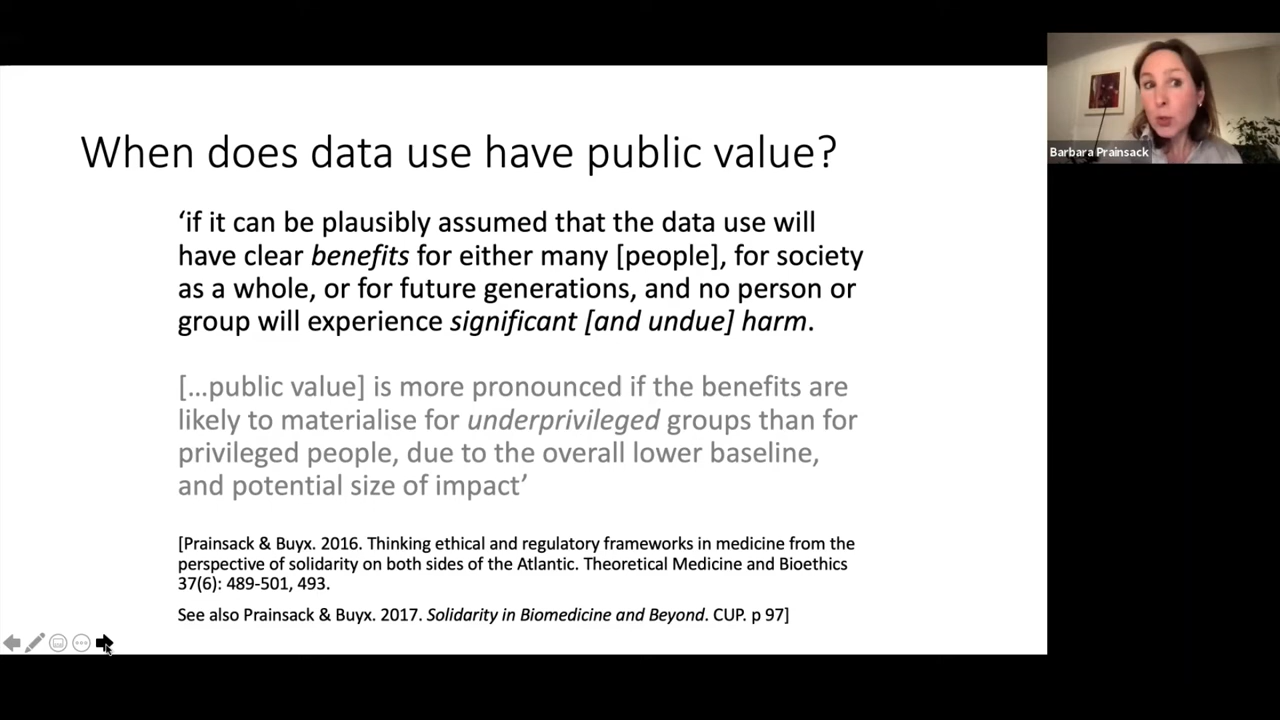 When does data use have public value?
‘if it can be plausibly assumed that the data use will
have clear benefits for either many [people], for society
as a whole, or for future generations, and no person or
group will experience significant [and undue] harm.
[…public value] is more pronounced if the benefits are
likely to materialise for underprivileged groups than for
privileged people, due to the overall lower baseline,
and potential size of impact’
[Prainsack & Buyx. 2016. Thinking ethical and regulatory frameworks in medicine from the
perspective of solidarity on both sides of the Atlantic. Theoretical Medicine and Bioethics
37(6): 489-501, 493.
See also Prainsack & Buyx. 2017. Solidarity in Biomedicine and Beyond. CUP. p 97]
Barbara Prainsack